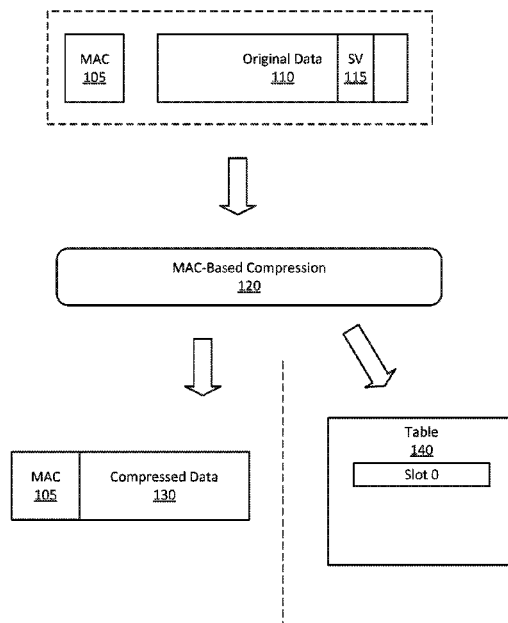 MAC
105
Original Data
110
SV
115
MAC-Based Compression
120
MAC
105
Compressed Data
130
Table
140
Slot 0